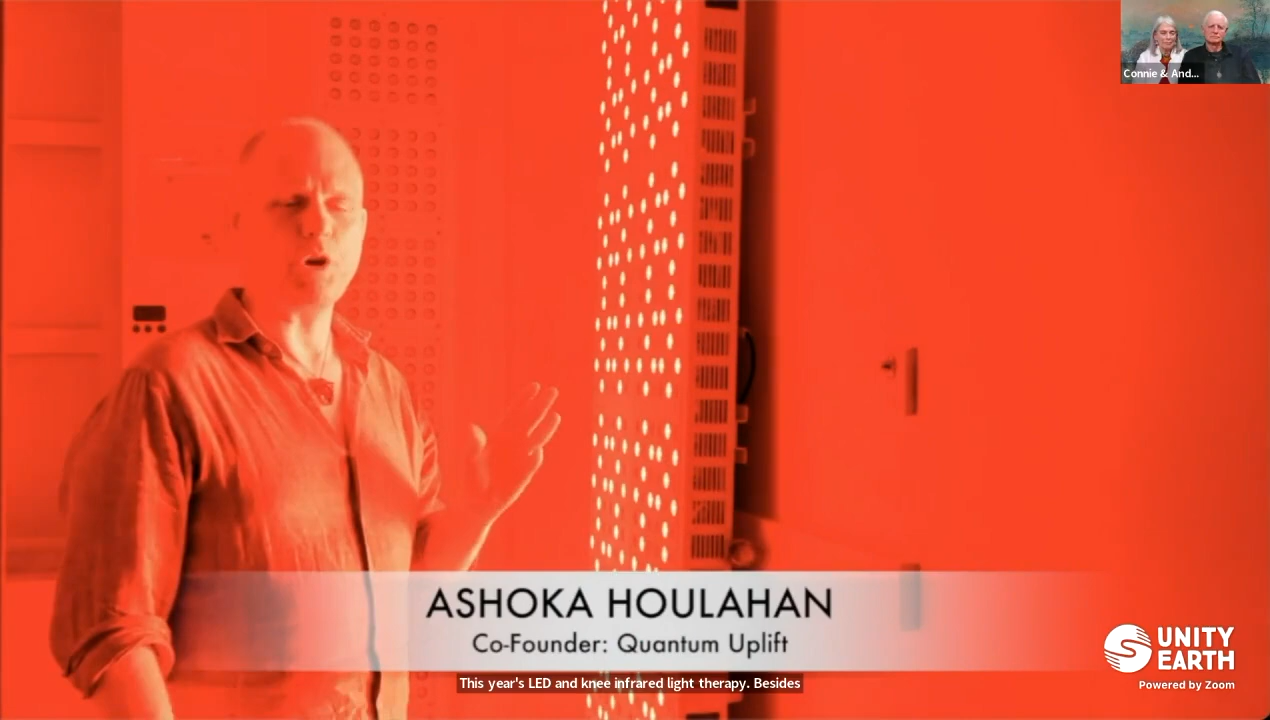 Connie & And...
ASHOKA HOULAHAN
Co-Founder: Quantum Uplift
UNITY
EARTH
This year's LED and knee infrared light therapy. Besides
Powered by Zoom